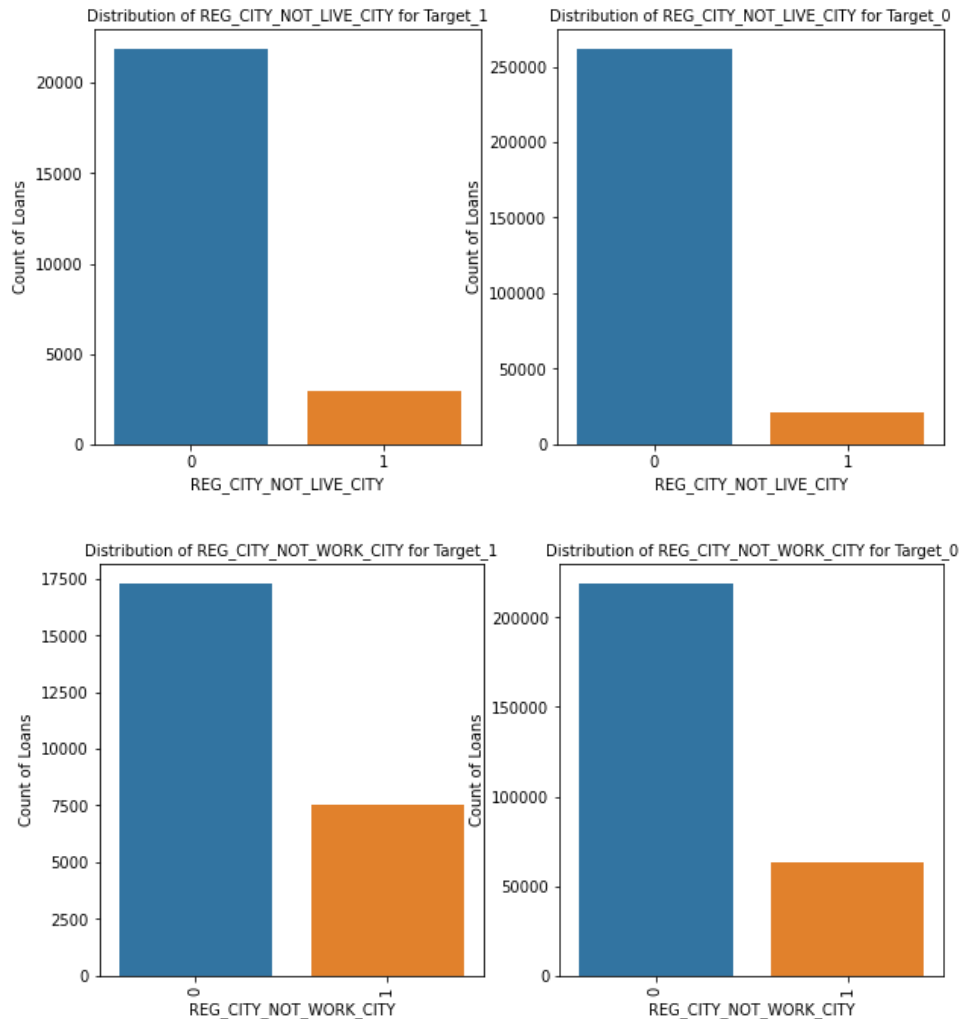 Distribution of REG_CITY_NOT_LIVE_CITY for Target_1
Count of Loans
20000
15000
10000
5000
0
0 1
REG_CITY_NOT_LIVE_CITY
Distribution of REG_CITY_NOT_LIVE_CITY for Target_0
Count of Loans
250000
200000
150000
100000
50000
0
0 1
REG_CITY_NOT_LIVE_CITY
Distribution of REG_CITY_NOT_WORK_CITY for Target_1
Count of Loans
17500
15000
12500
10000
7500
5000
2500
0
0 1
REG_CITY_NOT_WORK_CITY
Distribution of REG_CITY_NOT_WORK_CITY for Target_0
Count of Loans
200000
150000
100000
50000
0
0 1
REG_CITY_NOT_WORK_CITY